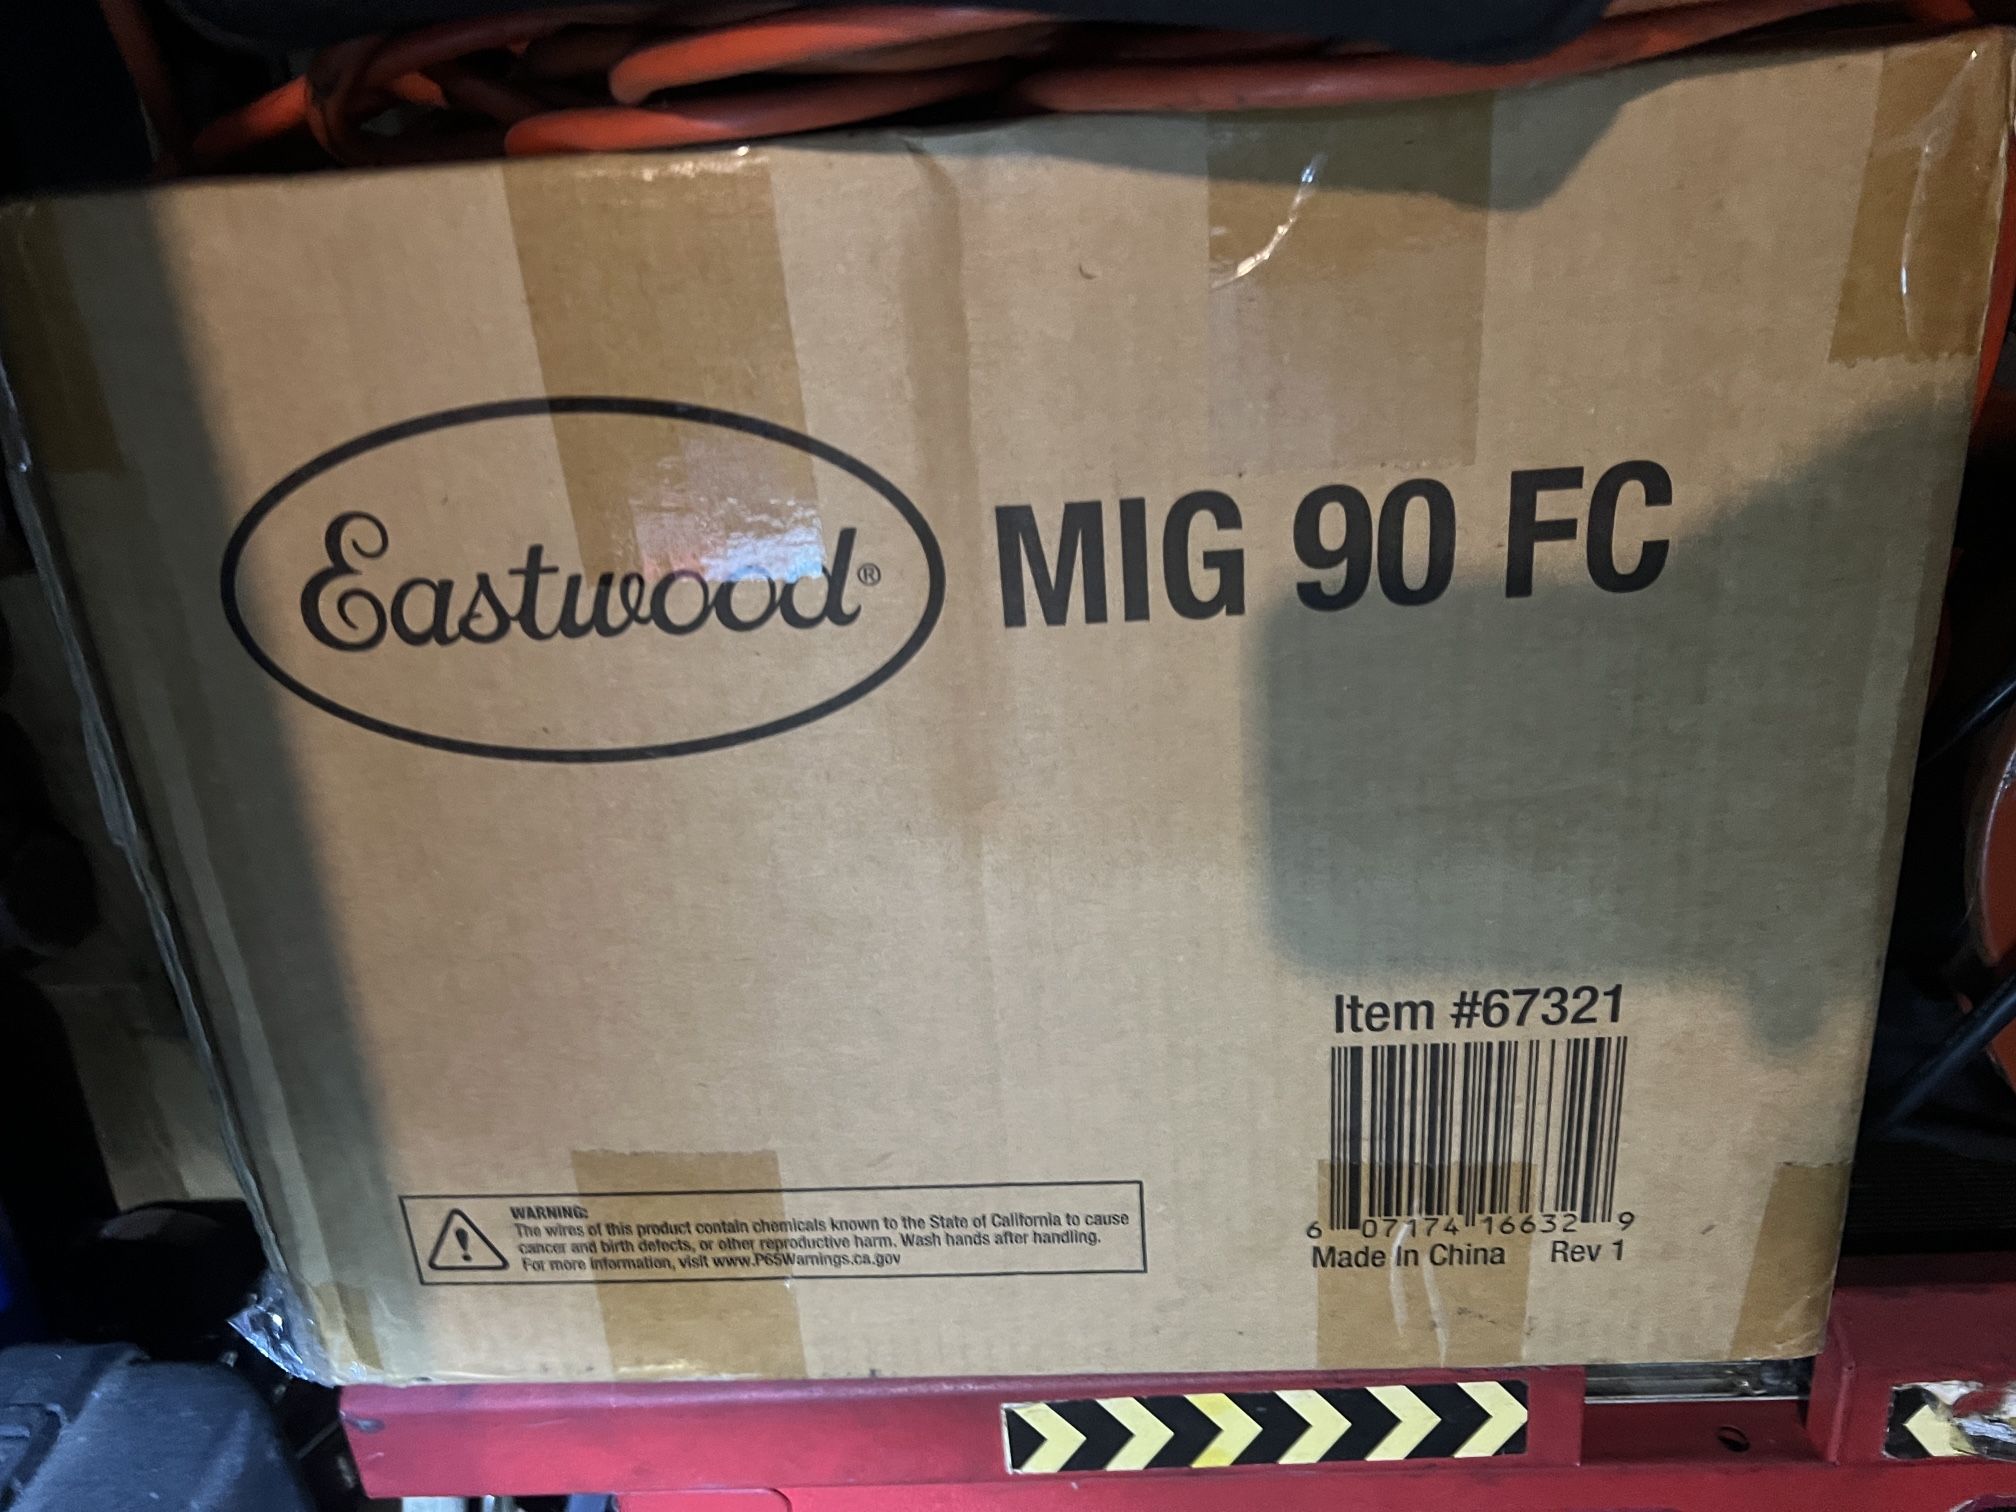 Eastwood® MIG 90 FC
Item #67321
6 07174 16632 9
Made In China Rev 1
WARNING:
The wires of this product contain chemicals known to the State of California to cause
cancer and birth defects, or other reproductive harm. Wash hands after handling.
For more information, visit www.P65Warnings.ca.gov